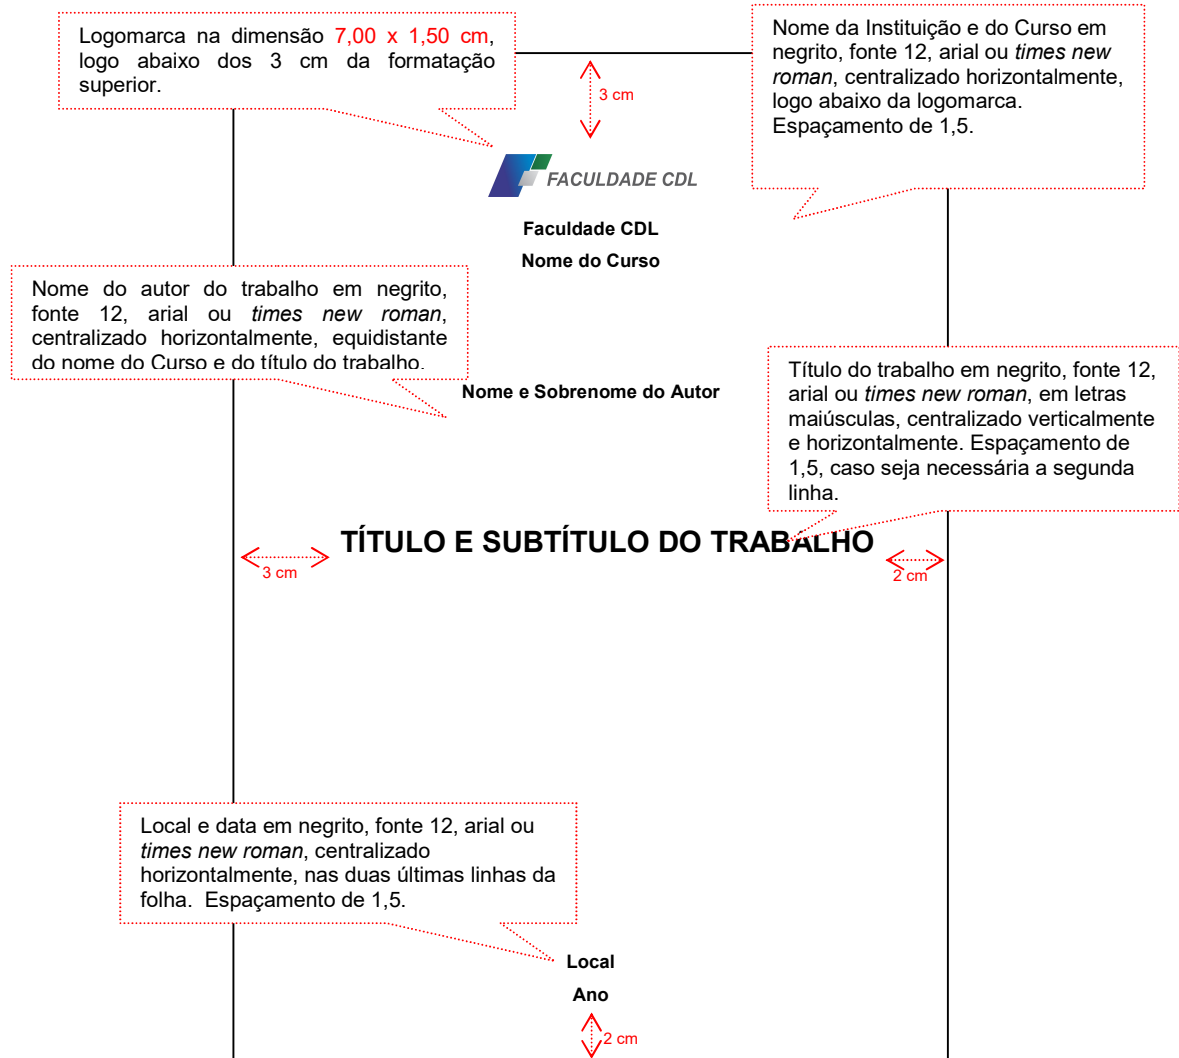 Logomarca na dimensão 7,00 x 1,50 cm,
logo abaixo dos 3 cm da formatação
superior.
Nome da Instituição e do Curso em
negrito, fonte 12, arial ou times new
roman, centralizado horizontalmente,
logo abaixo da logomarca.
Espaçamento de 1,5.
3 cm
FACULDADE CDL
Faculdade CDL
Nome do Curso
Nome do autor do trabalho em negrito,
fonte 12, arial ou times new roman,
centralizado horizontalmente, equidistante
do nome do Curso e do título do trabalho.
Nome e Sobrenome do Autor
Título do trabalho em negrito, fonte 12,
arial ou times new roman, em letras
maiúsculas, centralizado verticalmente
e horizontalmente. Espaçamento de
1,5, caso seja necessária a segunda
linha.
TÍTULO E SUBTÍTULO DO TRABALHO
3 cm
2 cm
Local e data em negrito, fonte 12, arial ou
times new roman, centralizado
horizontalmente, nas duas últimas linhas da
folha.  Espaçamento de 1,5.
Local
Ano
2 cm